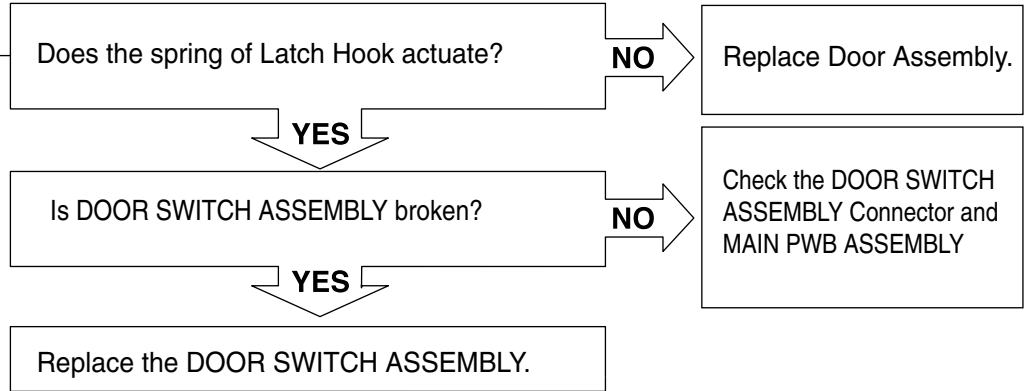 Does the spring of Latch Hook actuate?
NO
Replace Door Assembly.
YES
Is DOOR SWITCH ASSEMBLY broken?
NO
Check the DOOR SWITCH
ASSEMBLY Connector and
MAIN PWB ASSEMBLY
YES
Replace the DOOR SWITCH ASSEMBLY.